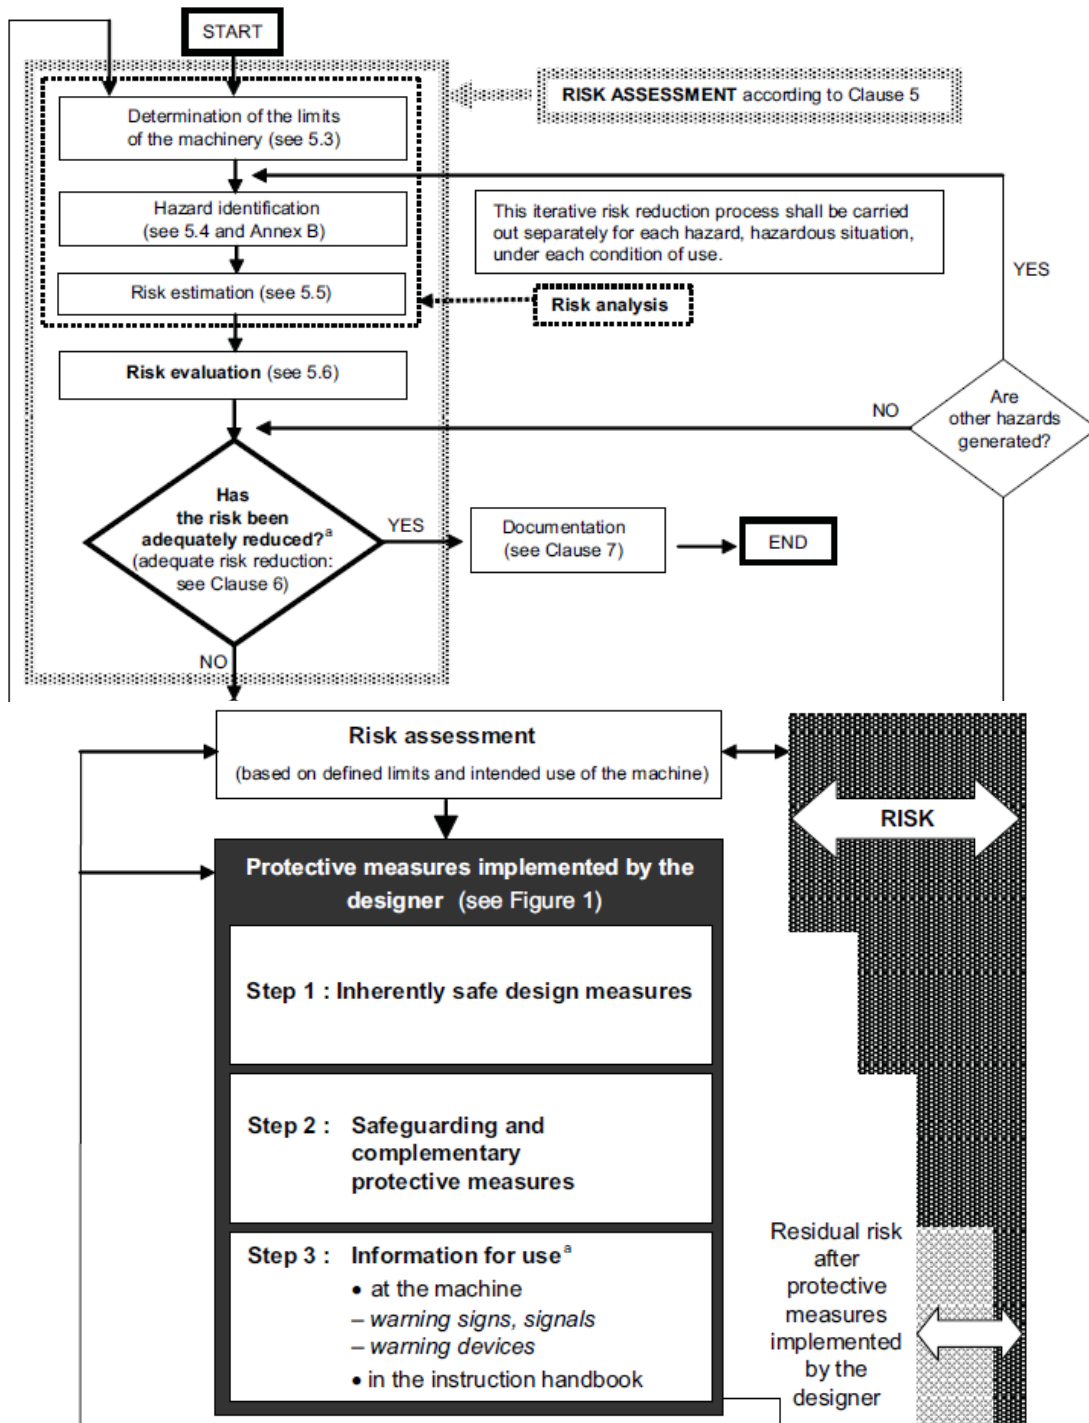 START
RISK ASSESSMENT according to Clause 5
Determination of the limits
of the machinery (see 5.3)
Hazard identification
(see 5.4 and Annex B)
This iterative risk reduction process shall be carried
out separately for each hazard, hazardous situation,
under each condition of use.
YES
Risk estimation (see 5.5)
Risk analysis
Risk evaluation (see 5.6)
NO
Are
other hazards
generated?
Has
the risk been
adequately reduced?ª
(adequate risk reduction:
see Clause 6)
YES
Documentation
(see Clause 7)
END
NO
Risk assessment
(based on defined limits and intended use of the machine)
RISK
Protective measures implemented by the
designer (see Figure 1)
Step 1 : Inherently safe design measures
Step 2 : Safeguarding and
complementary
protective measures
Step 3 : Information for useª
• at the machine
– warning signs, signals
– warning devices
• in the instruction handbook
Residual risk
after
protective
measures
implemented
by the
designer